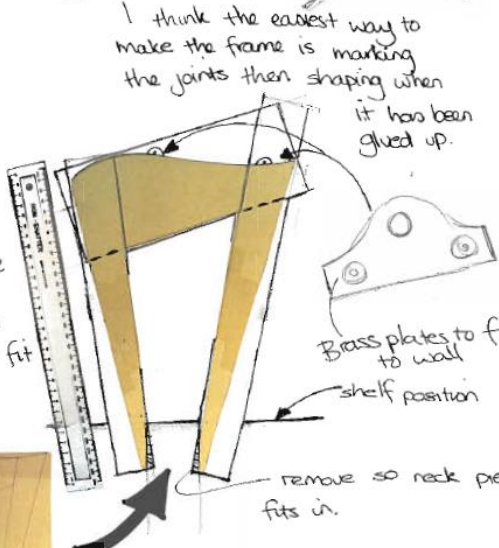 I think the easiest way to
make the frame is marking
the joints then shaping when
it has been
glued up.
fit
Brass plates to f
to wall
shelf position
remove so neck pie
fits in.